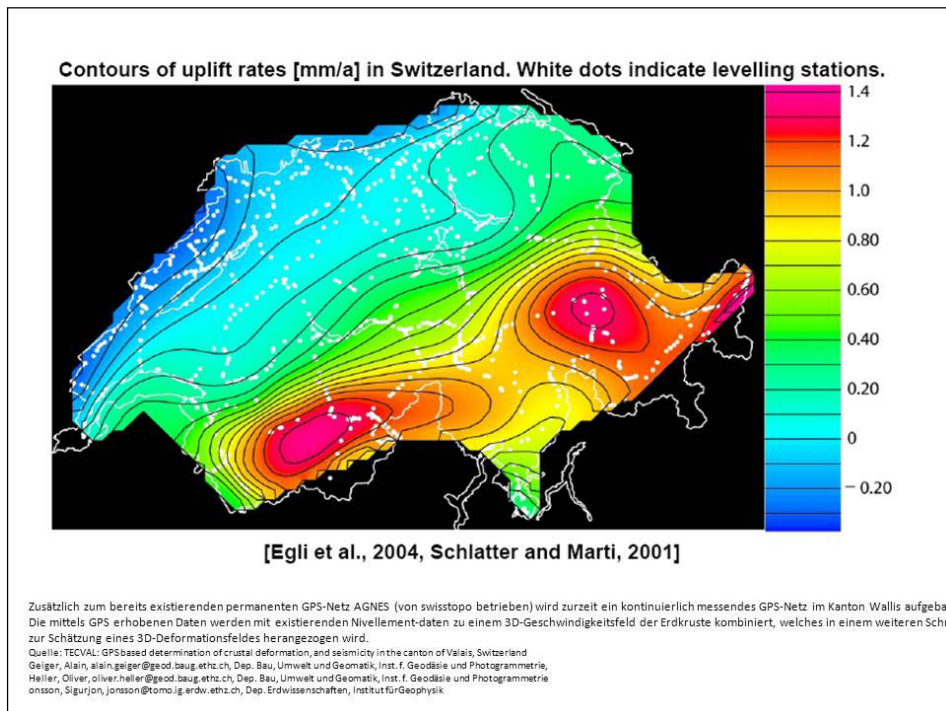 Contours of uplift rates [mm/a] in Switzerland. White dots indicate levelling stations.
1.4
1.2
1.0
0.80
0.60
0.40
0.20
0
– 0.20
[Egli et al., 2004, Schlatter and Marti, 2001]
Zusätzlich zum bereits existierenden permanenten GPS-Netz AGNES (von swisstopo betrieben) wird zurzeit ein kontinuierlich messendes GPS-Netz im Kanton Wallis aufgeba
Die mittels GPS erhobenen Daten werden mit existierenden Nivellement-daten zu einem 3D-Geschwindigkeitsfeld der Erdkruste kombiniert, welches in einem weiteren Schr
zur Schätzung eines 3D-Deformationsfeldes herangezogen wird.
Quelle: TECVAL: GPS based determination of crustal deformation, and seismicity in the canton of Valais, Switzerland
Geiger, Alain, alain.geiger@geod.baug.ethz.ch, Dep. Bau, Umwelt und Geomatik, Inst. f. Geodäsie und Photogrammetrie,
Heller, Oliver, oliver.heller@geod.baug.ethz.ch, Dep. Bau, Umwelt und Geomatik, Inst. f. Geodäsie und Photogrammetrie
onsson, Sigurjon, jonsson@tomo.ig.erdw.ethz.ch, Dep. Erdwissenschaften, Institut für Geophysik